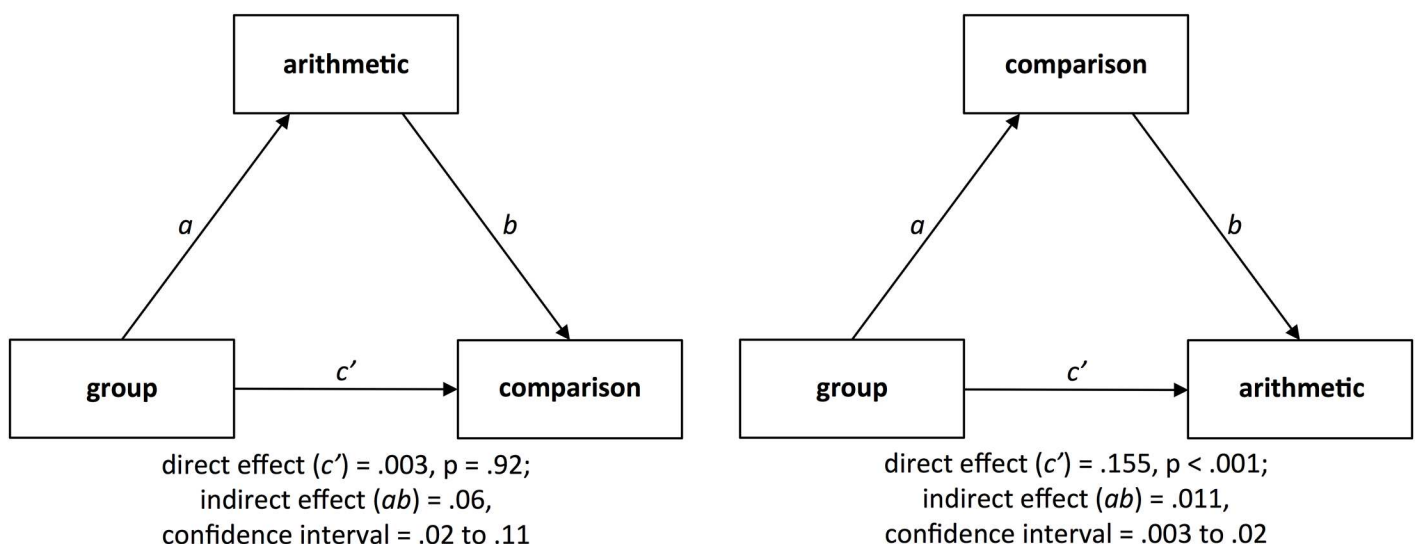 arithmetic
a
b
group
c’
comparison
direct effect (c’) = .003, p = .92;
indirect effect (ab) = .06,
confidence interval = .02 to .11
comparison
a
b
group
c’
arithmetic
direct effect (c’) = .155, p < .001;
indirect effect (ab) = .011,
confidence interval = .003 to .02